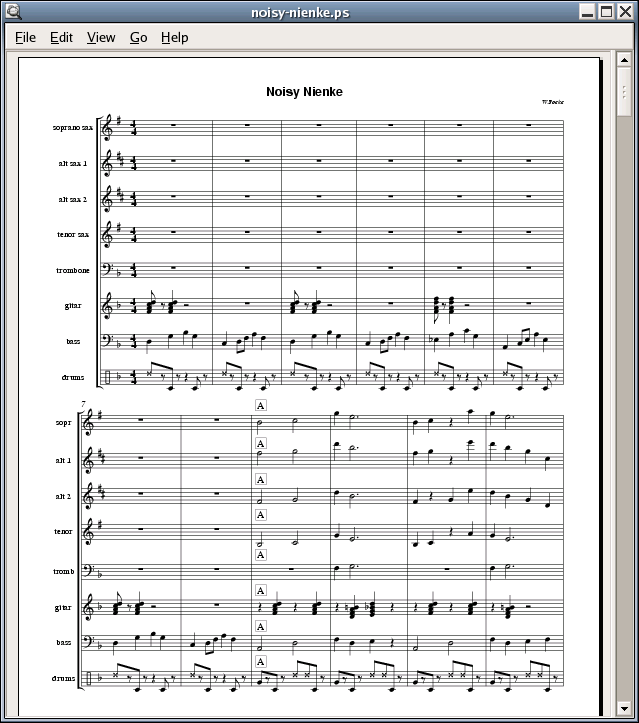 noisy-nienke.ps
File Edit View Go Help
Noisy Nienke
soprano sax
alt sax 1
alt sax 2
tenor sax
trombone
gitar
bass
drums
7
A
sopr
A
alt 1
A
alt 2
A
tenor
A
tromb
A
gitar
A
bass
A
drums